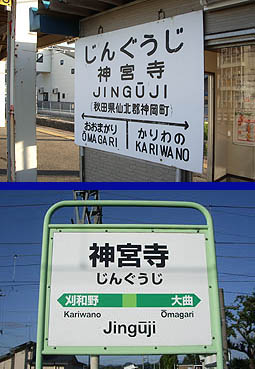 じんぐうじ
神宮寺
JINGŪJI
(秋田県仙北郡神岡町)
おおまがり かりわの
ŌMAGARI KARIWANO
神宮寺
じんぐうじ
刈和野 大曲
Kariwano Ōmagari
Jingūji